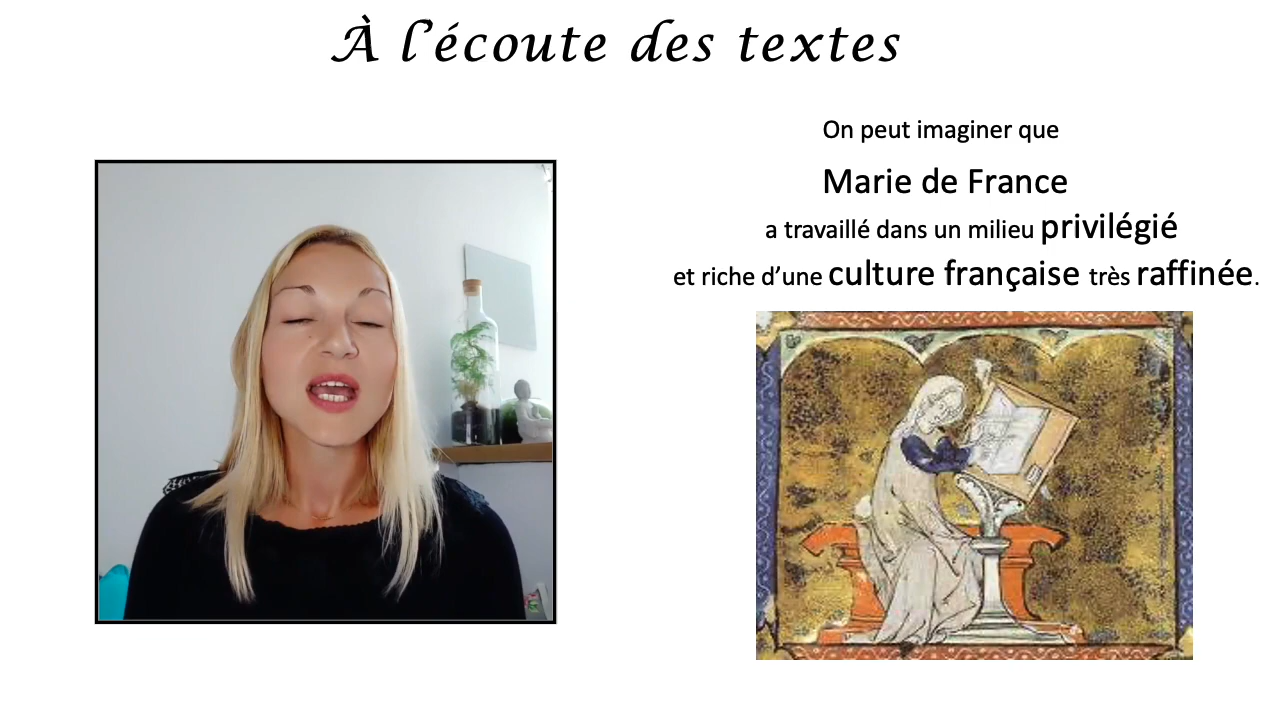 À l’écoute des textes
On peut imaginer que
Marie de France
a travaillé dans un milieu privilégié
et riche d’une culture française très raffinée.